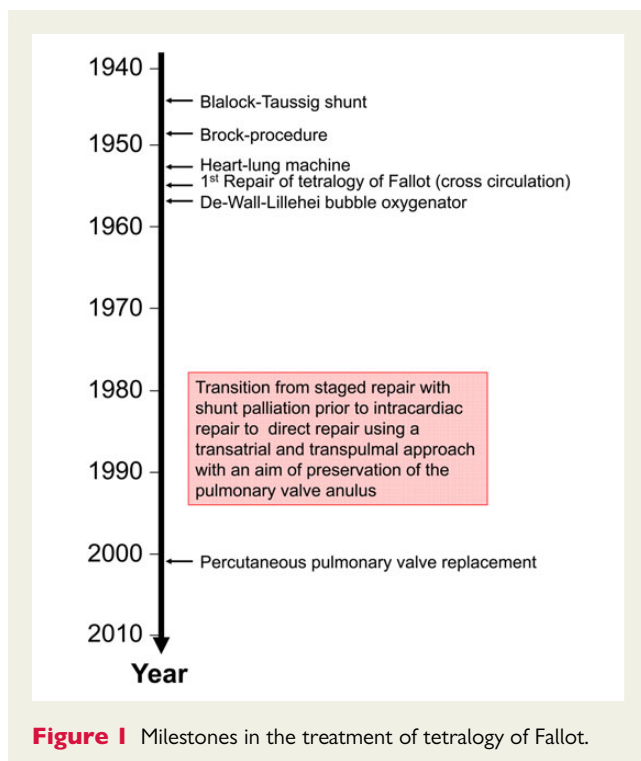 1940
Blalock-Taussig shunt
Brock-procedure
1950
Heart-lung machine
1st Repair of tetralogy of Fallot (cross circulation)
De-Wall-Lillehei bubble oxygenator
1960
1970
1980
Transition from staged repair with
shunt palliation prior to intracardiac
repair to direct repair using a
transatrial and transpulmal approach
with an aim of preservation of the
pulmonary valve anulus
1990
2000
Percutaneous pulmonary valve replacement
2010
Year
Figure 1 Milestones in the treatment of tetralogy of Fallot.